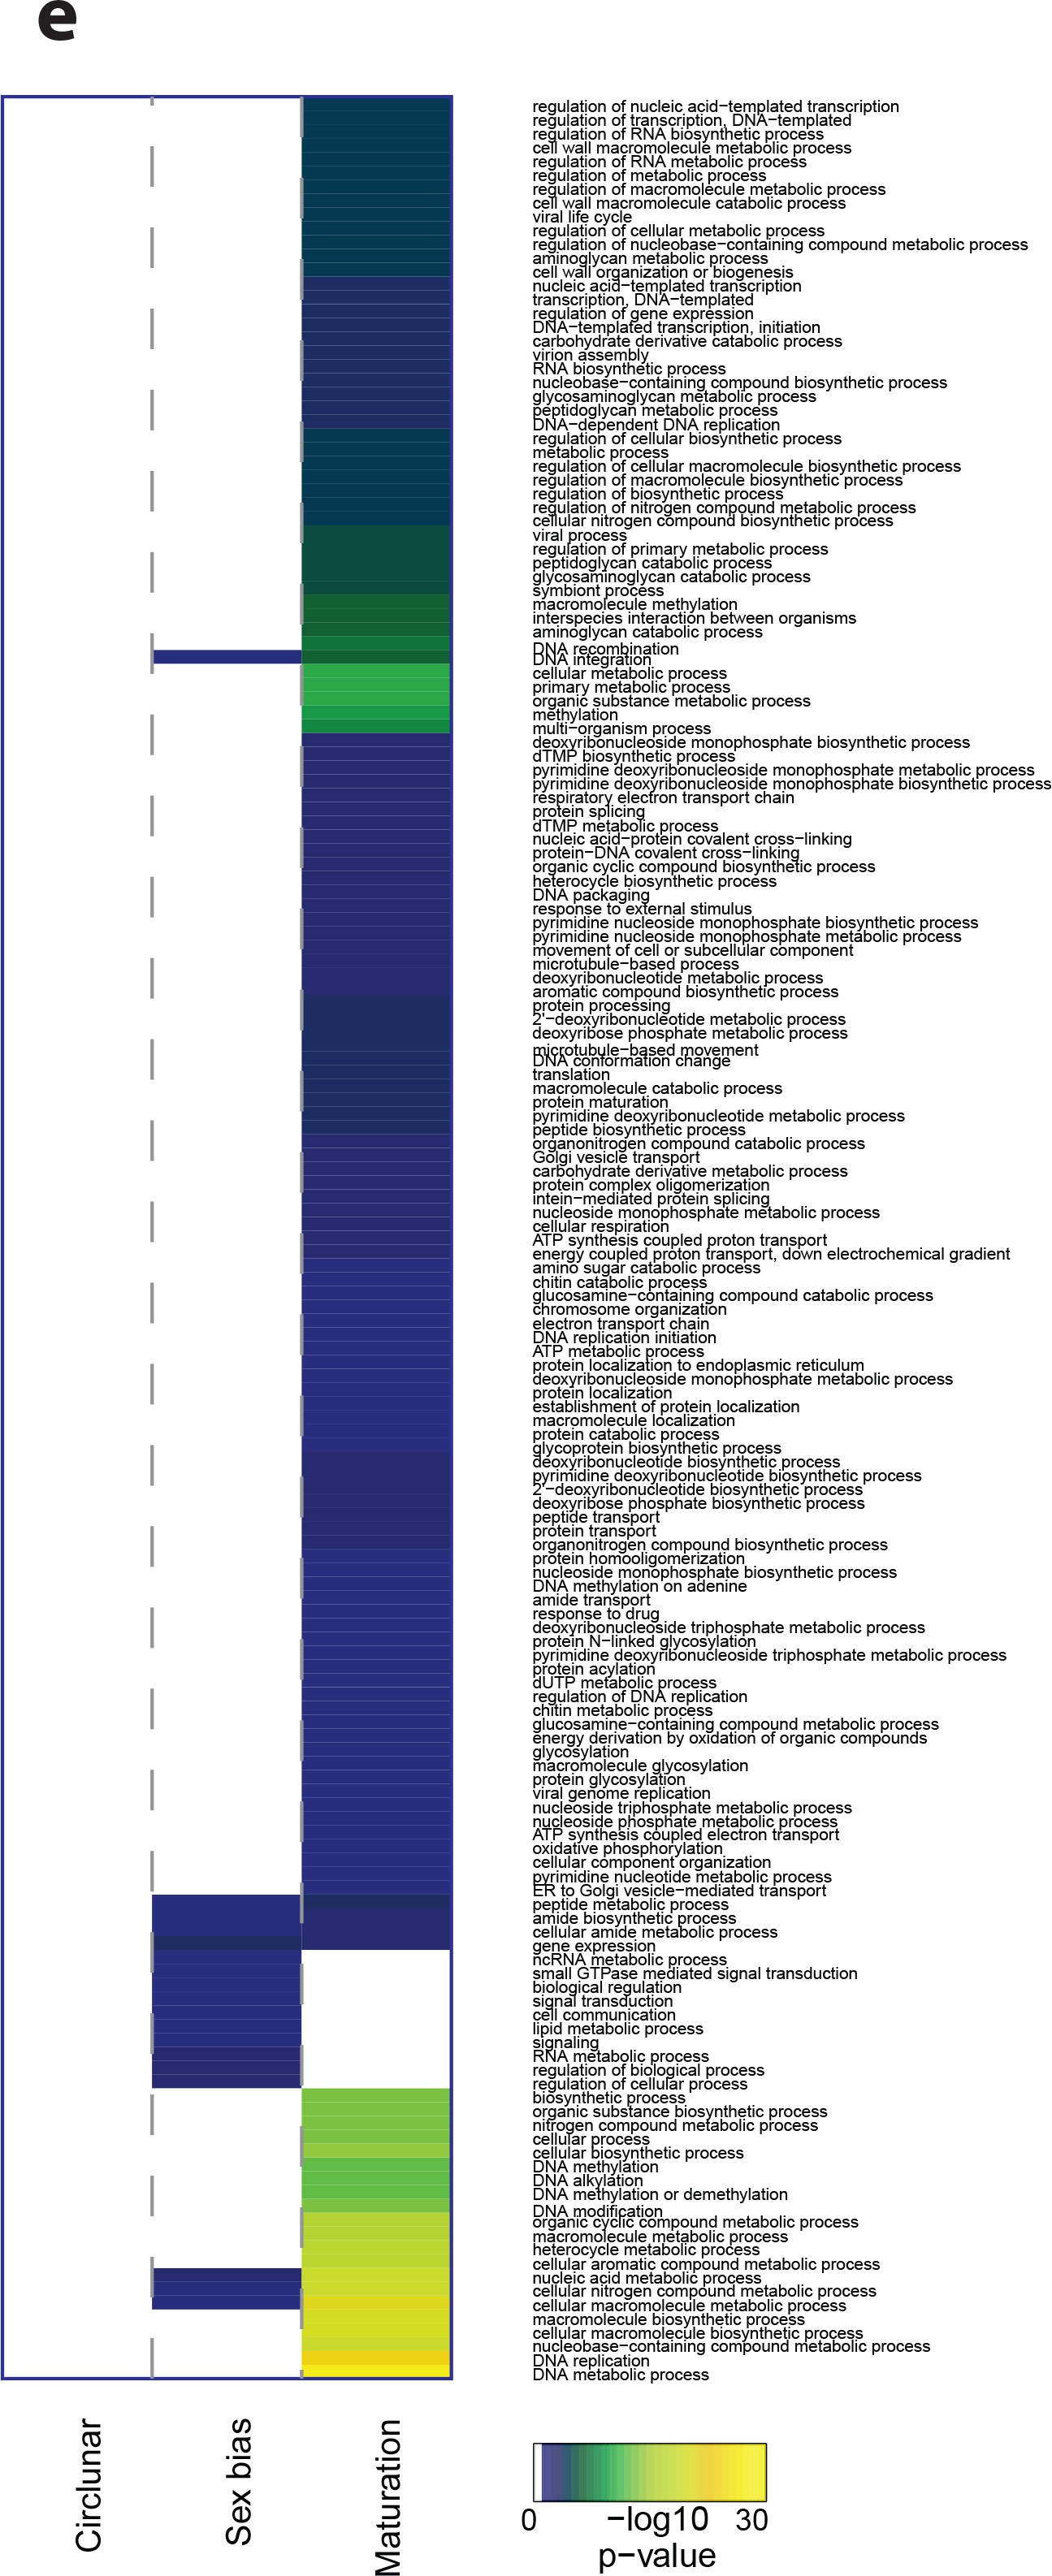 e
regulation of nucleic acid−templated transcription
regulation of transcription, DNA−templated
regulation of RNA biosynthetic process
cell wall macromolecule metabolic process
regulation of RNA metabolic process
regulation of metabolic process
regulation of macromolecule metabolic process
cell wall macromolecule catabolic process
viral life cycle
regulation of cellular metabolic process
regulation of nucleobase−containing compound metabolic process
aminoglycan metabolic process
cell wall organization or biogenesis
nucleic acid−templated transcription
transcription, DNA−templated
regulation of gene expression
DNA−templated transcription, initiation
carbohydrate derivative catabolic process
virion assembly
RNA biosynthetic process
nucleobase−containing compound biosynthetic process
glycosaminoglycan metabolic process
peptidoglycan metabolic process
DNA−dependent DNA replication
regulation of cellular biosynthetic process
metabolic process
regulation of cellular macromolecule biosynthetic process
regulation of macromolecule biosynthetic process
regulation of biosynthetic process
regulation of nitrogen compound metabolic process
cellular nitrogen compound biosynthetic process
viral process
regulation of primary metabolic process
peptidoglycan catabolic process
glycosaminoglycan catabolic process
symbiont process
macromolecule methylation
interspecies interaction between organisms
aminoglycan catabolic process
DNA recombination
DNA integration
cellular metabolic process
primary metabolic process
organic substance metabolic process
methylation
multi−organism process
deoxyribonucleoside monophosphate biosynthetic process
dTMP biosynthetic process
pyrimidine deoxyribonucleoside monophosphate metabolic process
pyrimidine deoxyribonucleoside monophosphate biosynthetic process
respiratory electron transport chain
protein splicing
dTMP metabolic process
nucleic acid−protein covalent cross−linking
protein−DNA covalent cross−linking
organic cyclic compound biosynthetic process
heterocycle biosynthetic process
DNA packaging
response to external stimulus
pyrimidine nucleoside monophosphate biosynthetic process
pyrimidine nucleoside monophosphate metabolic process
movement of cell or subcellular component
microtubule−based process
deoxyribonucleotide metabolic process
aromatic compound biosynthetic process
protein processing
2'−deoxyribonucleotide metabolic process
deoxyribose phosphate metabolic process
microtubule−based movement
DNA conformation change
translation
macromolecule catabolic process
protein maturation
pyrimidine deoxyribonucleotide metabolic process
peptide biosynthetic process
organonitrogen compound catabolic process
Golgi vesicle transport
carbohydrate derivative metabolic process
protein complex oligomerization
intein−mediated protein splicing
nucleoside monophosphate metabolic process
cellular respiration
ATP synthesis coupled proton transport
energy coupled proton transport, down electrochemical gradient
amino sugar catabolic process
chitin catabolic process
glucosamine−containing compound catabolic process
chromosome organization
electron transport chain
DNA replication initiation
ATP metabolic process
protein localization to endoplasmic reticulum
deoxyribonucleoside monophosphate metabolic process
protein localization
establishment of protein localization
macromolecule localization
protein catabolic process
glycoprotein biosynthetic process
deoxyribonucleotide biosynthetic process
pyrimidine deoxyribonucleotide biosynthetic process
2'−deoxyribonucleotide biosynthetic process
deoxyribose phosphate biosynthetic process
peptide transport
protein transport
organonitrogen compound biosynthetic process
protein homooligomerization
nucleoside monophosphate biosynthetic process
DNA methylation on adenine
amide transport
response to drug
deoxyribonucleoside triphosphate metabolic process
protein N−linked glycosylation
pyrimidine deoxyribonucleoside triphosphate metabolic process
protein acylation
dUTP metabolic process
regulation of DNA replication
chitin metabolic process
glucosamine−containing compound metabolic process
energy derivation by oxidation of organic compounds
glycosylation
macromolecule glycosylation
protein glycosylation
viral genome replication
nucleoside triphosphate metabolic process
nucleoside phosphate metabolic process
ATP synthesis coupled electron transport
oxidative phosphorylation
cellular component organization
pyrimidine nucleotide metabolic process
ER to Golgi vesicle−mediated transport
peptide metabolic process
amide biosynthetic process
cellular amide metabolic process
gene expression
ncRNA metabolic process
small GTPase mediated signal transduction
biological regulation
signal transduction
cell communication
lipid metabolic process
signaling
RNA metabolic process
regulation of biological process
regulation of cellular process
biosynthetic process
organic substance biosynthetic process
nitrogen compound metabolic process
cellular process
cellular biosynthetic process
DNA methylation
DNA alkylation
DNA methylation or demethylation
DNA modification
organic cyclic compound metabolic process
macromolecule metabolic process
heterocycle metabolic process
cellular aromatic compound metabolic process
nucleic acid metabolic process
cellular nitrogen compound metabolic process
cellular macromolecule metabolic process
macromolecule biosynthetic process
cellular macromolecule biosynthetic process
nucleobase−containing compound metabolic process
DNA replication
DNA metabolic process
Circlunar
Sex bias
Maturation
0 −log10 30
p−value